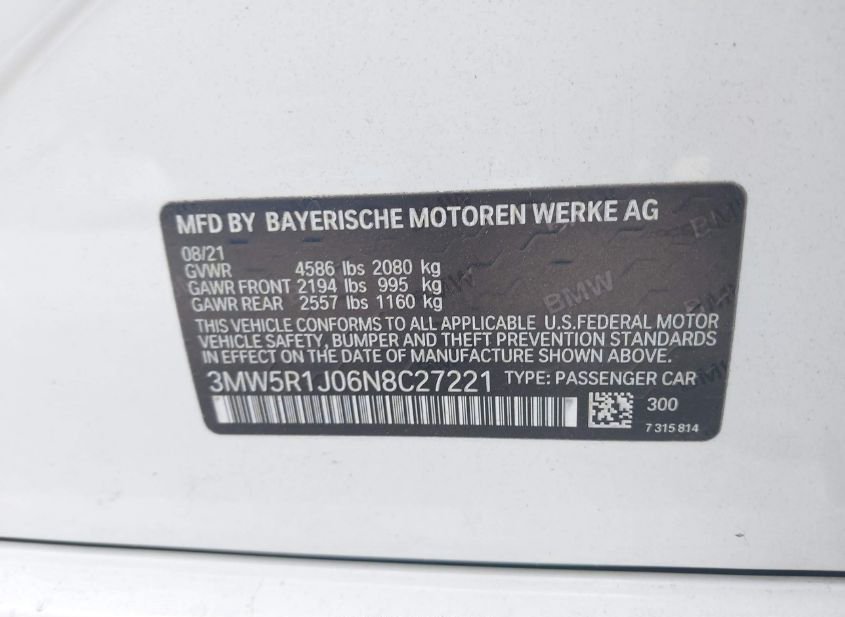 MFD BY BAYERISCHE MOTOREN WERKE AG
08/21
GVWR 4586 lbs 2080 kg
GAWR FRONT 2194 lbs 995 kg
GAWR REAR 2557 lbs 1160 kg
THIS VEHICLE CONFORMS TO ALL APPLICABLE U.S.FEDERAL MOTOR
VEHICLE SAFETY, BUMPER AND THEFT PREVENTION STANDARDS
IN EFFECT ON THE DATE OF MANUFACTURE SHOWN ABOVE.
3MW5R1J06N8C27221 TYPE: PASSENGER CAR
300
7 315 814
BMW
BMW